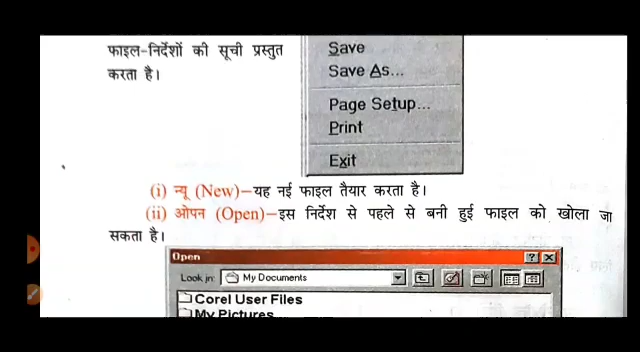 फाइल-निर्देशों की सूची प्रस्तुत
करता है।
Save
Save As...
Page Setup...
Print
Exit
(i) न्यू (New)—यह नई फाइल तैयार करता है।
(ii) ओपन (Open)—इस निर्देश से पहले से बनी हुई फाइल को खोला जा
सकता है।
Open
Look in: My Documents
Corel User Files
My Pictures